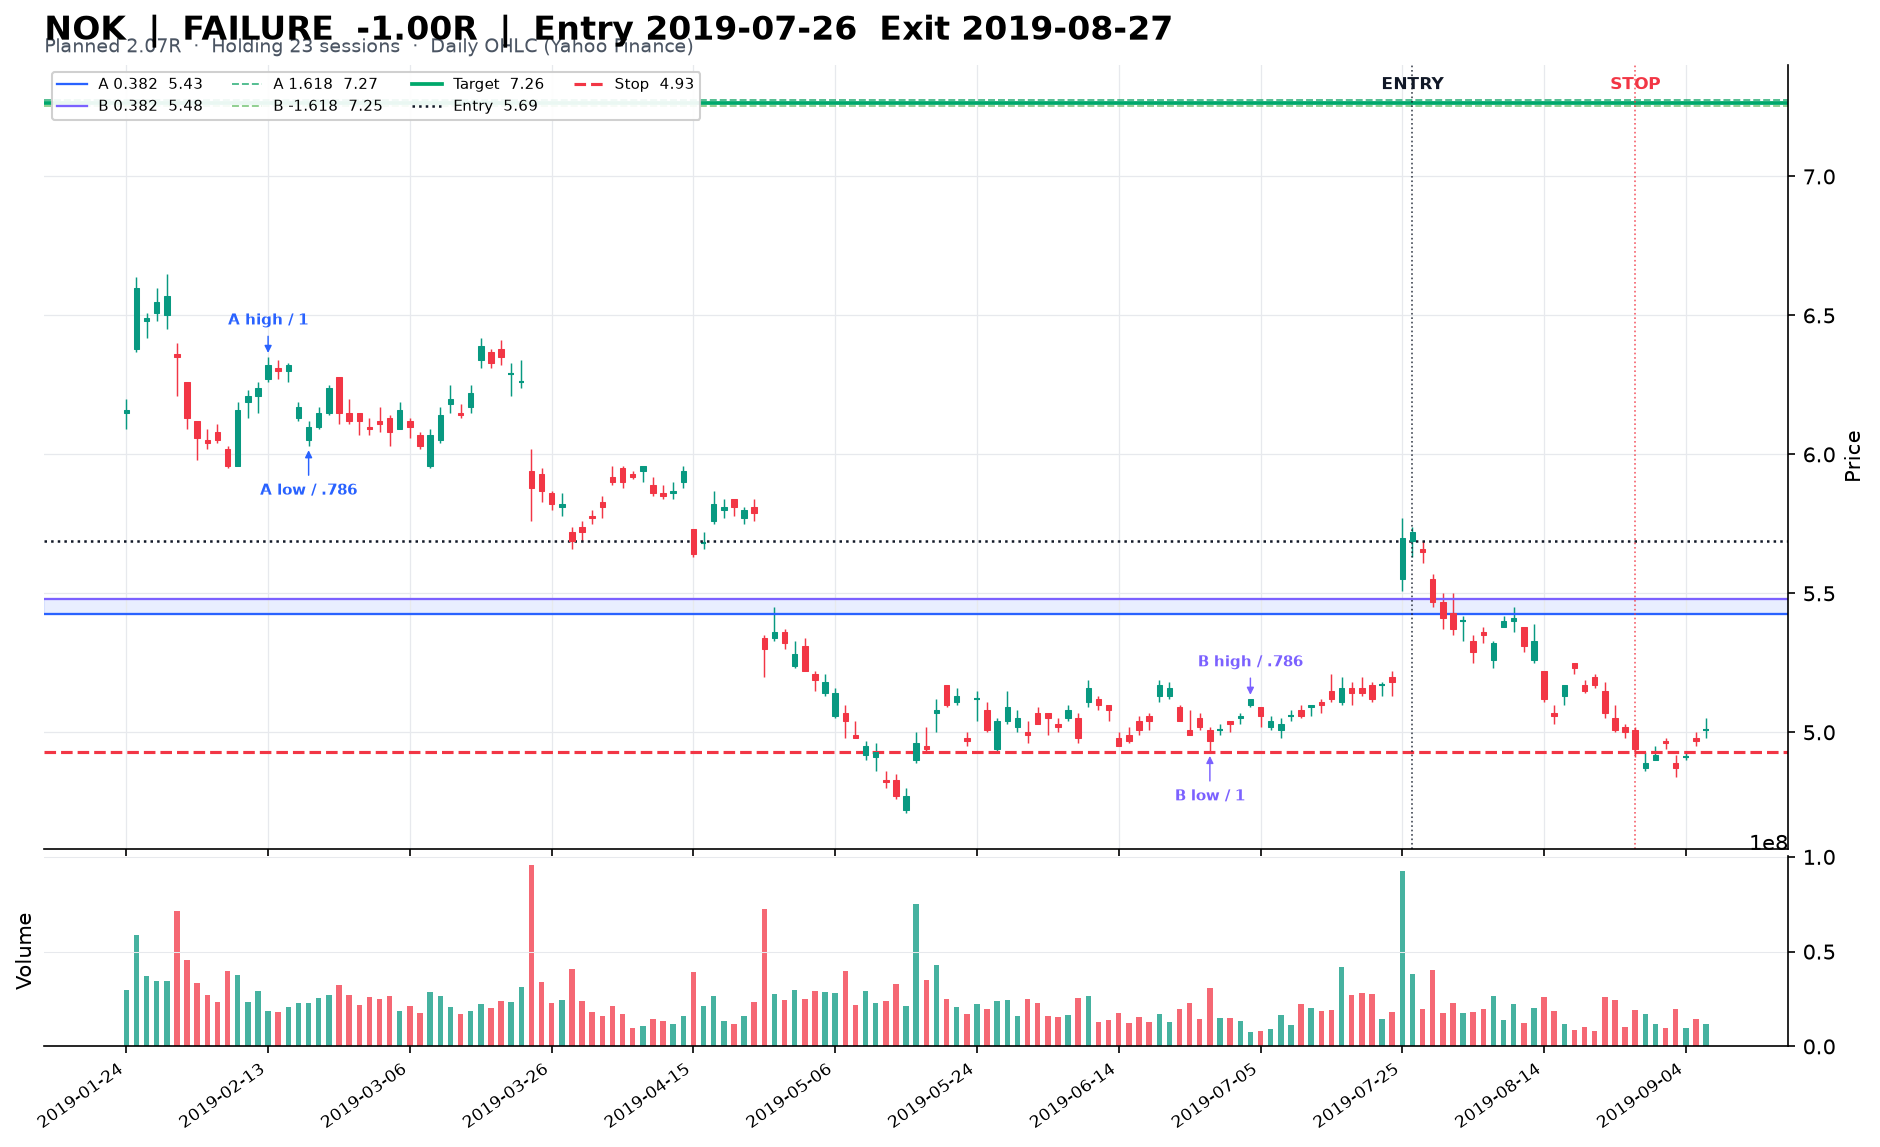 NOK | FAILURE -1.00R | Entry 2019-07-26 Exit 2019-08-27
Planned 2.07R · Holding 23 sessions · Daily OHLC (Yahoo Finance)
A 0.382 5.43
A 1.618 7.27
Target 7.26
Stop 4.93
B 0.382 5.48
B -1.618 7.25
Entry 5.69
ENTRY
STOP
7.0
6.5
6.0
5.5
5.0
Price
A high / 1
A low / .786
B high / .786
B low / 1
1e8
1.0
0.5
0.0
Volume
2019-01-24
2019-02-13
2019-03-06
2019-03-26
2019-04-15
2019-05-06
2019-05-24
2019-06-14
2019-07-05
2019-07-25
2019-08-14
2019-09-04